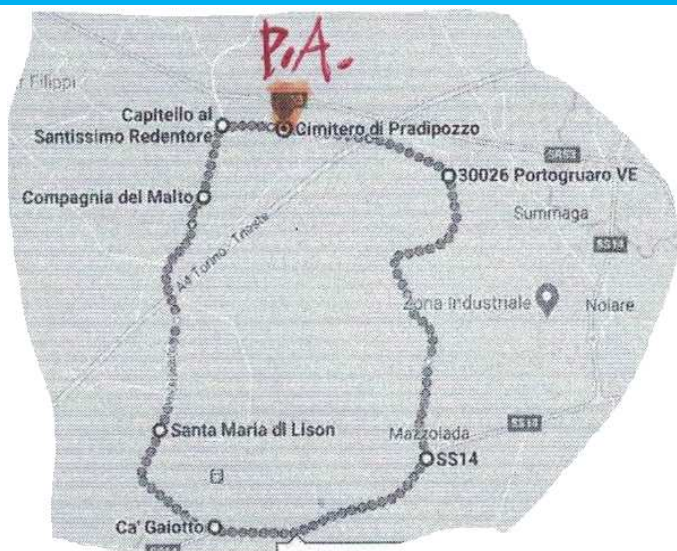 P.A.
r Filippi
Capitello al
Santissimo Redentore
Cimitero di Pradipozzo
30026 Portogruaro VE
Compagnia del Malto
Summaga
A4 Torino - Trieste
Zona Industriale
Noiare
Santa Maria di Lison
Mazzolada
SS14
Ca' Gaiotto